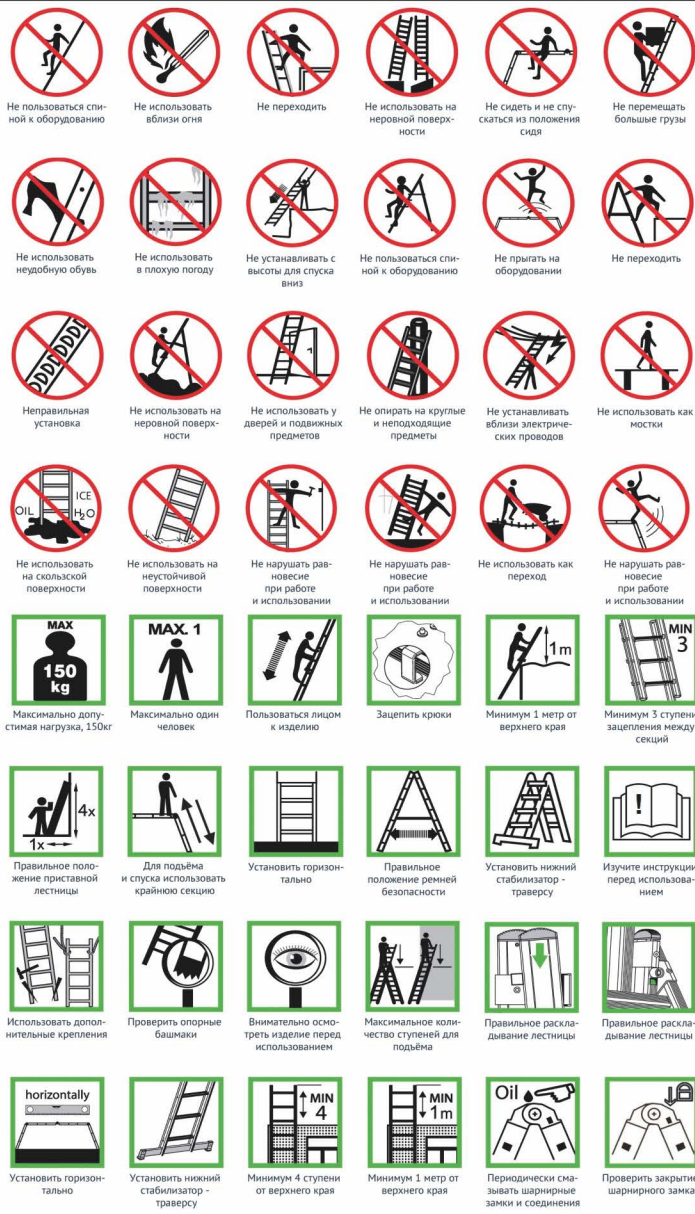 Не пользоваться спи-
ной к оборудованию
Не использовать
вблизи огня
Не переходить
Не использовать на
неровной поверх-
ности
Не сидеть и не спу-
скаться из положения
сидя
Не перемещать
большие грузы
Не использовать
неудобную обувь
Не использовать
в плохую погоду
Не устанавливать с
высоты для спуска
вниз
Не пользоваться спи-
ной к оборудованию
Не прыгать на
оборудовании
Не переходить
Неправильная
установка
Не использовать на
неровной поверх-
ности
Не использовать у
дверей и подвижных
предметов
Не опирать на круглые
и неподходящие
предметы
Не устанавливать
вблизи электриче-
ских проводов
Не использовать как
мостки
ICE
OIL
H2O
Не использовать
на скользской
поверхности
Не использовать на
неустойчивой
поверхности
Не нарушать рав-
новесие
при работе
и использовании
Не нарушать рав-
новесие
при работе
и использовании
Не использовать как
переход
Не нарушать рав-
новесие
при работе
и использовании
MAX
150
kg
Максимально допу-
стимая нагрузка, 150кг
MAX. 1
Максимально один
человек
Пользоваться лицом
к изделию
Зацепить крюки
1m
Минимум 1 метр от
верхнего края
MIN
3
Минимум 3 ступени
зацепления между
секций
4x
1x
Правильное поло-
жение приставной
лестницы
Для подъёма
и спуска использовать
крайнюю секцию
Установить горизон-
тально
Правильное
положение ремней
безопасности
Установить нижний
стабилизатор -
траверсу
!
Изучите инструкции
перед использова-
нием
Использовать допол-
нительные крепления
Проверить опорные
башмаки
Внимательно осмо-
треть изделие перед
использованием
Максимальное коли-
чество ступеней для
подъёма
Правильное раскла-
дывание лестницы
Правильное раскла-
дывание лестницы
horizontally
Установить горизон-
тально
Установить нижний
стабилизатор -
траверсу
MIN
4
Минимум 4 ступени
от верхнего края
MIN
1m
Минимум 1 метр от
верхнего края
Oil
Периодически сма-
зывать шарнирные
замки и соединения
Проверить закрытие
шарнирного замка